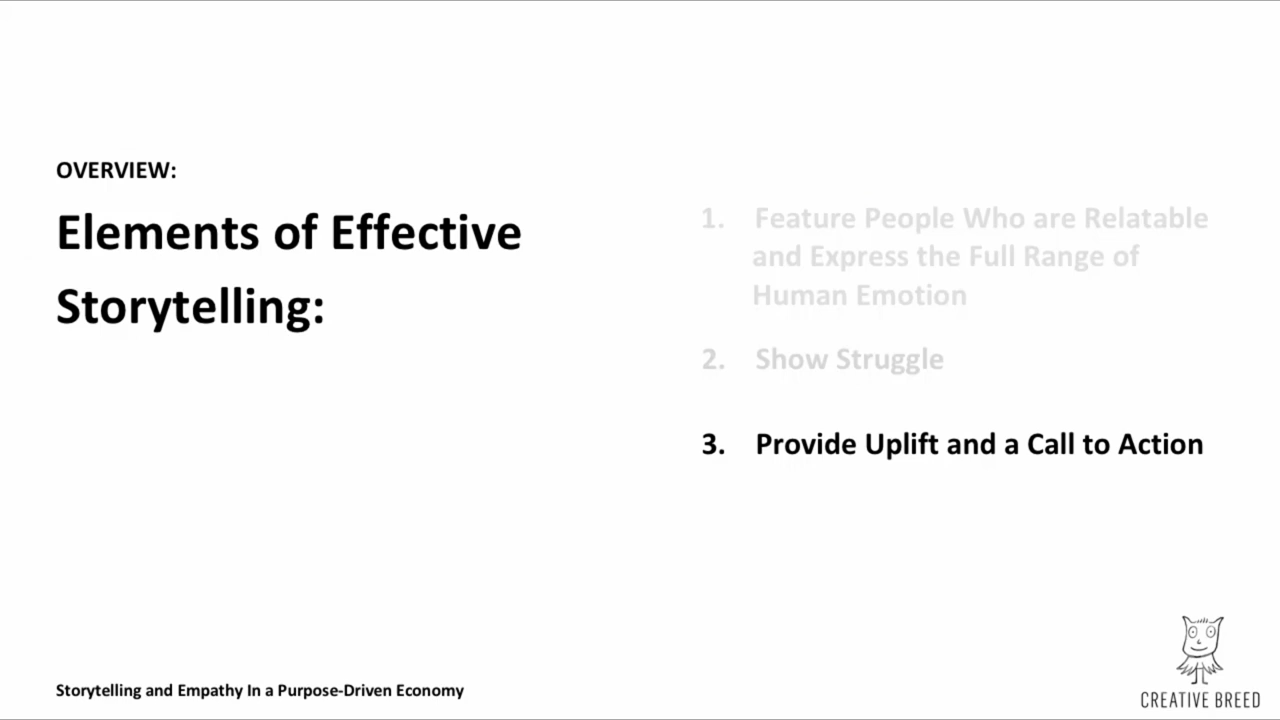 OVERVIEW:
Elements of Effective
Storytelling:
1. Feature People Who are Relatable
and Express the Full Range of
Human Emotion
2. Show Struggle
3. Provide Uplift and a Call to Action
Storytelling and Empathy In a Purpose-Driven Economy
CREATIVE BREED